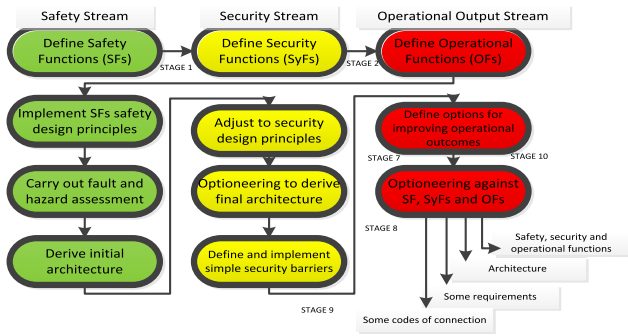 Safety Stream
Security Stream
Operational Output Stream
Define Safety
Functions (SFs)
STAGE 1
Define Security
Functions (SyFs)
STAGE 2
Define Operational
Functions (OFs)
Implement SFs safety
design principles
Carry out fault and
hazard assessment
Derive initial
architecture
Adjust to security
design principles
Optioneering to derive
final architecture
Define and implement
simple security barriers
STAGE 9
Define options for
improving operational
outcomes
STAGE 7
STAGE 10
Optioneering against
SF, SyFs and OFs
STAGE 8
Safety, security and
operational functions
Architecture
Some requirements
Some codes of connection